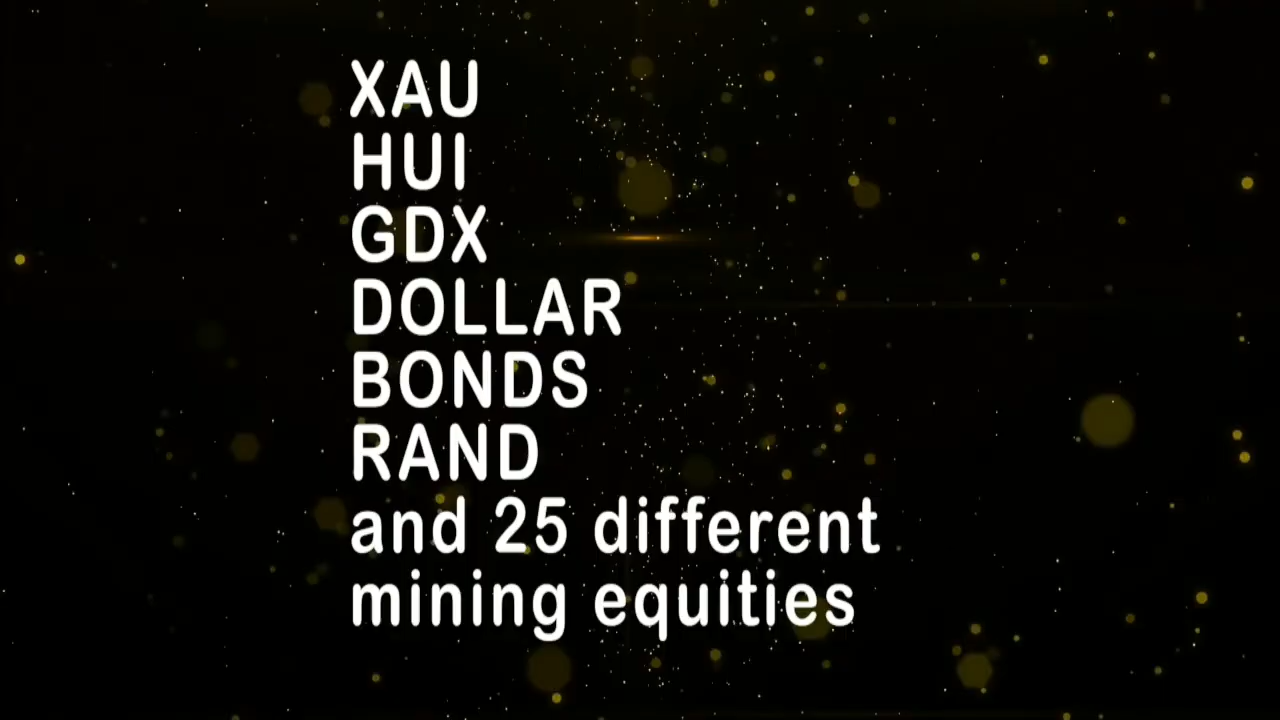 XAU
HUI
GDX
DOLLAR
BONDS
RAND
and 25 different
mining equities